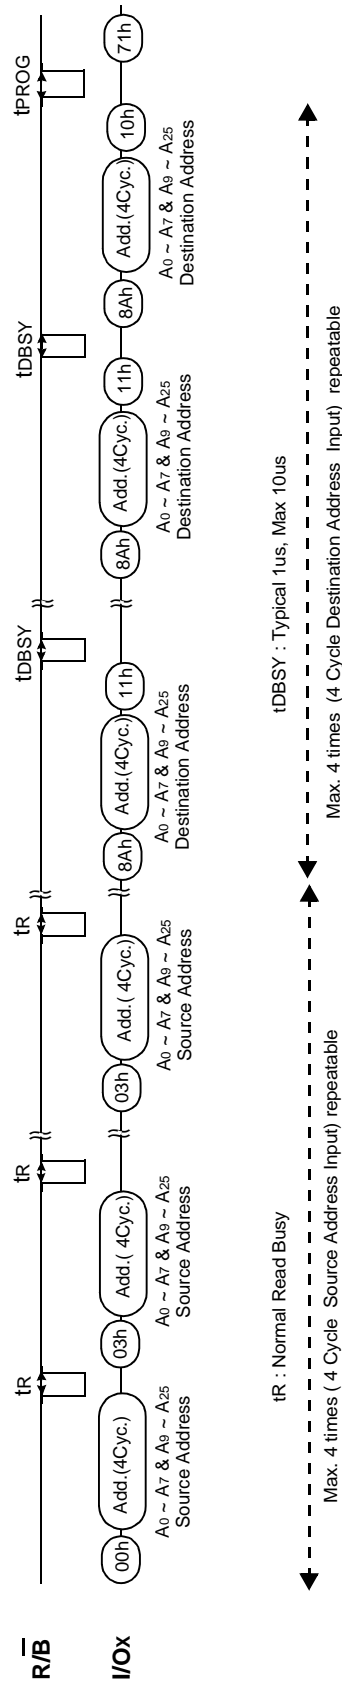 R/B
tR tR tR tDBSY tDBSY tPROG
I/Ox
00h Add.(4Cyc.) 03h Add.( 4Cyc.) 03h Add.( 4Cyc.) 8Ah Add.(4Cyc.) 11h 8Ah Add.(4Cyc.) 11h 8Ah Add.(4Cyc.) 10h 71h
A0 ~ A7 & A9 ~ A25 A0 ~ A7 & A9 ~ A25 A0 ~ A7 & A9 ~ A25 A0 ~ A7 & A9 ~ A25 A0 ~ A7 & A9 ~ A25 A0 ~ A7 & A9 ~ A25
Source Address Source Address Source Address Destination Address Destination Address Destination Address
tR : Normal Read Busy tDBSY : Typical 1us, Max 10us
Max. 4 times ( 4 Cycle Source Address Input) repeatable Max. 4 times (4 Cycle Destination Address Input) repeatable